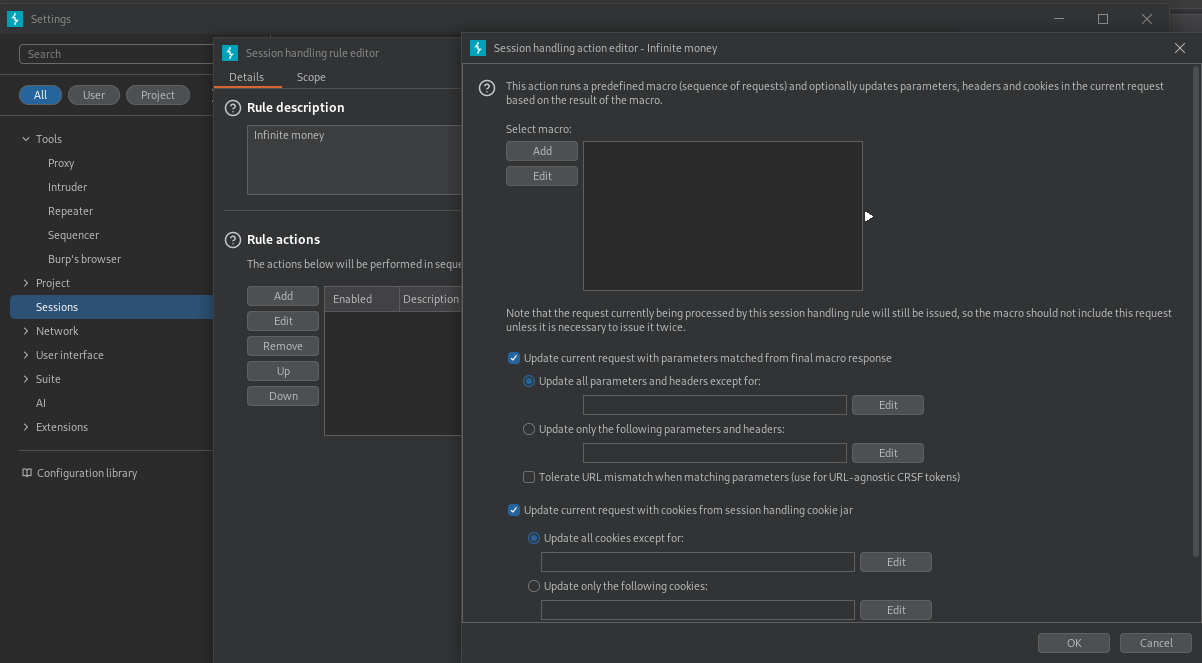 Settings
Search
All
User
Project
Tools
Proxy
Intruder
Repeater
Sequencer
Burp's browser
Project
Sessions
Network
User interface
Suite
AI
Extensions
Configuration library
Session handling rule editor
Details
Scope
Rule description
Infinite money
Rule actions
The actions below will be performed in seque
Add
Edit
Remove
Up
Down
Enabled
Description
Session handling action editor - Infinite money
This action runs a predefined macro (sequence of requests) and optionally updates parameters, headers and cookies in the current request
based on the result of the macro.
Select macro:
Add
Edit
Note that the request currently being processed by this session handling rule will still be issued, so the macro should not include this request
unless it is necessary to issue it twice.
Update current request with parameters matched from final macro response
Update all parameters and headers except for:
Edit
Update only the following parameters and headers:
Edit
Tolerate URL mismatch when matching parameters (use for URL-agnostic CRSF tokens)
Update current request with cookies from session handling cookie jar
Update all cookies except for:
Edit
Update only the following cookies:
Edit
OK
Cancel